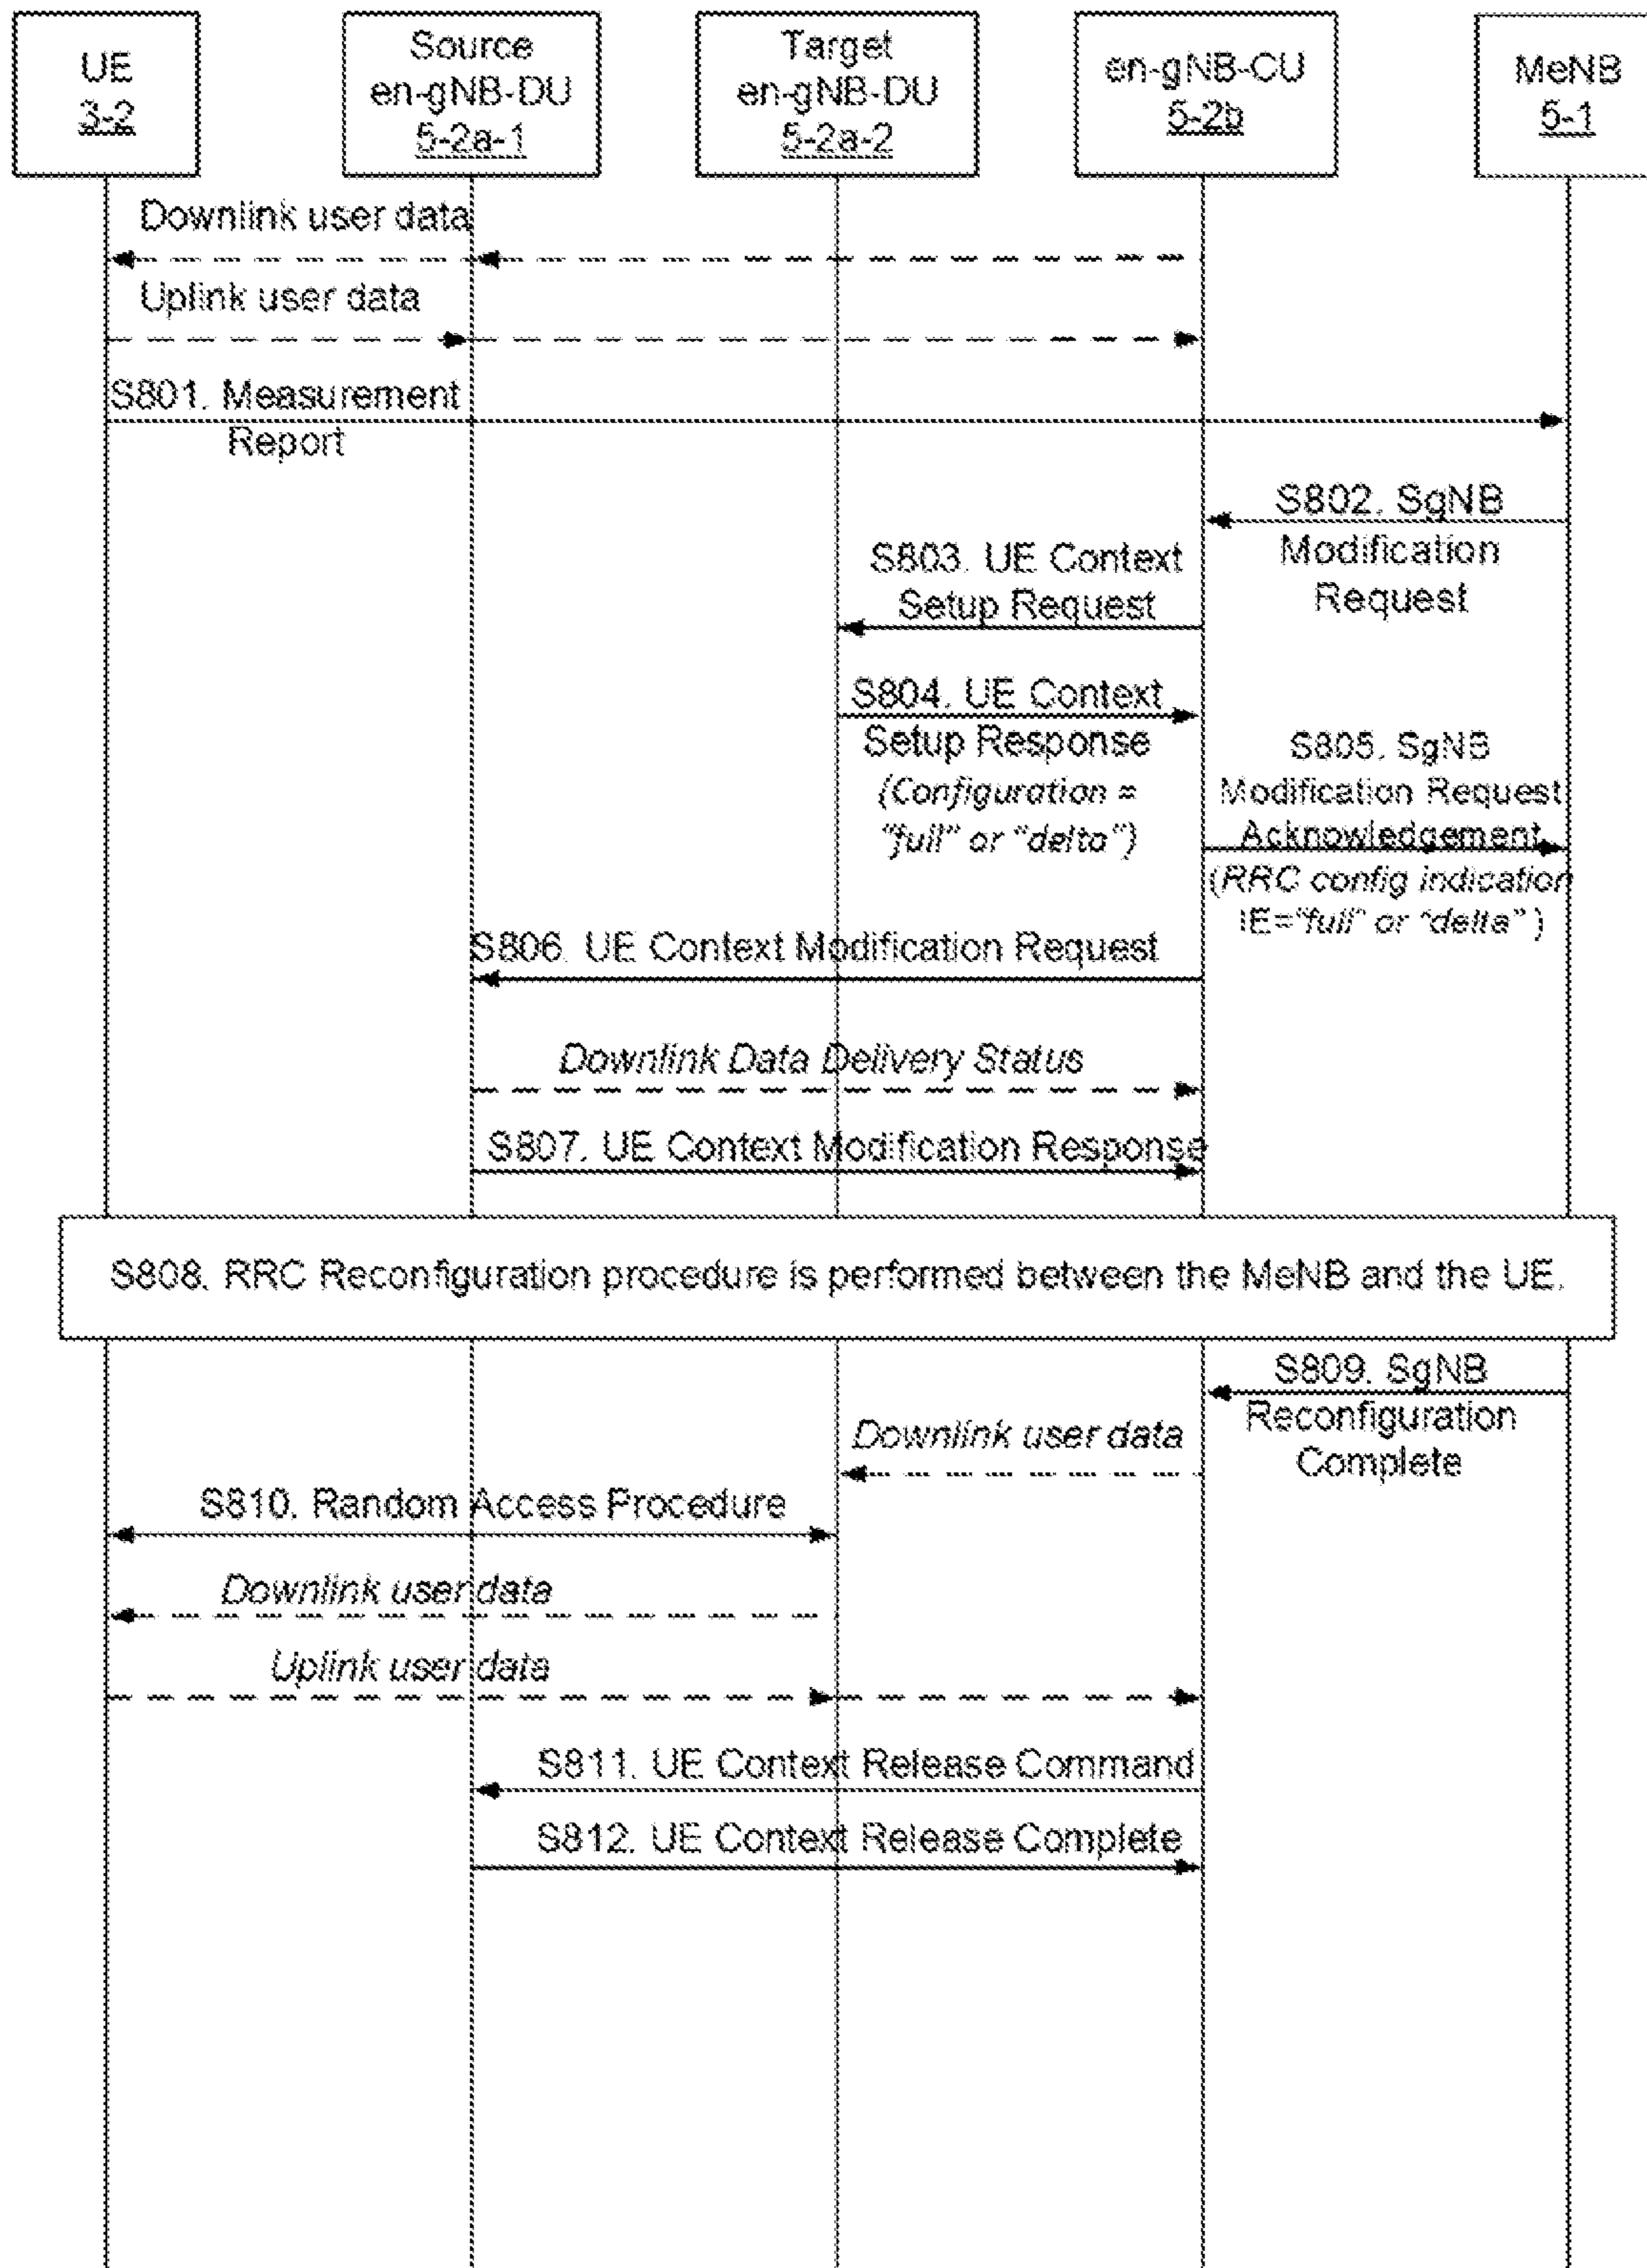 UE
3-2
Source
en-gNB-DU
5-2a-1
Target
en-gNB-DU
5-2a-2
en-gNB-CU
5-2b
MeNB
5-1
Downlink user data
Uplink user data
S801. Measurement
Report
S802. SgNB
Modification
Request
S803. UE Context
Setup Request
S804. UE Context
Setup Response
(Configuration =
"full" or "delta")
S805. SgNB
Modification Request
Acknowledgement
(RRC config indication
IE="full" or "delta" )
S806. UE Context Modification Request
Downlink Data Delivery Status
S807. UE Context Modification Response
S808. RRC Reconfiguration procedure is performed between the MeNB and the UE.
S809. SgNB
Reconfiguration
Complete
Downlink user data
S810. Random Access Procedure
Downlink user data
Uplink user data
S811. UE Context Release Command
S812. UE Context Release Complete